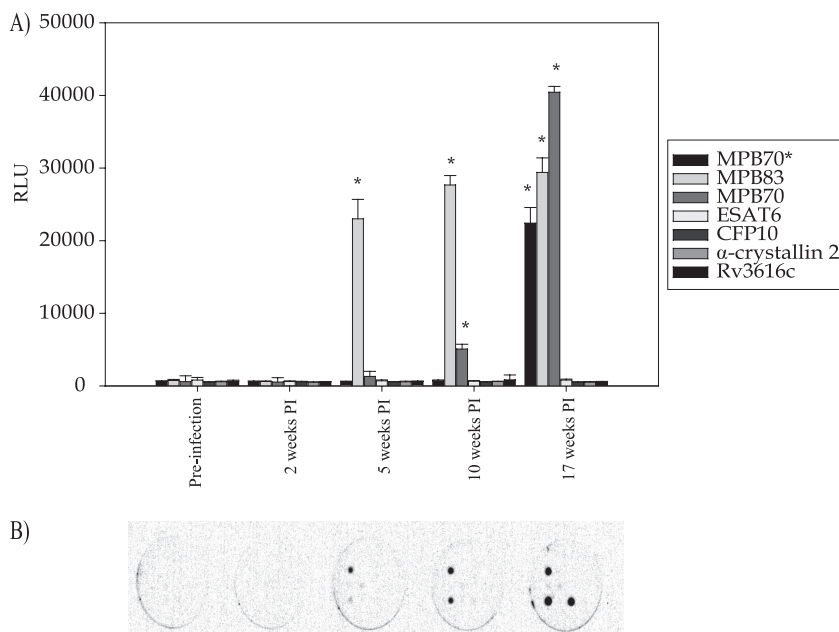 A)
50000
40000
30000
20000
10000
0
RLU
*
*
*
*
*
*
MPB70*
MPB83
MPB70
ESAT6
CFP10
α-crystallin 2
Rv3616c
Pre-infection
2 weeks PI
5 weeks PI
10 weeks PI
17 weeks PI
B)